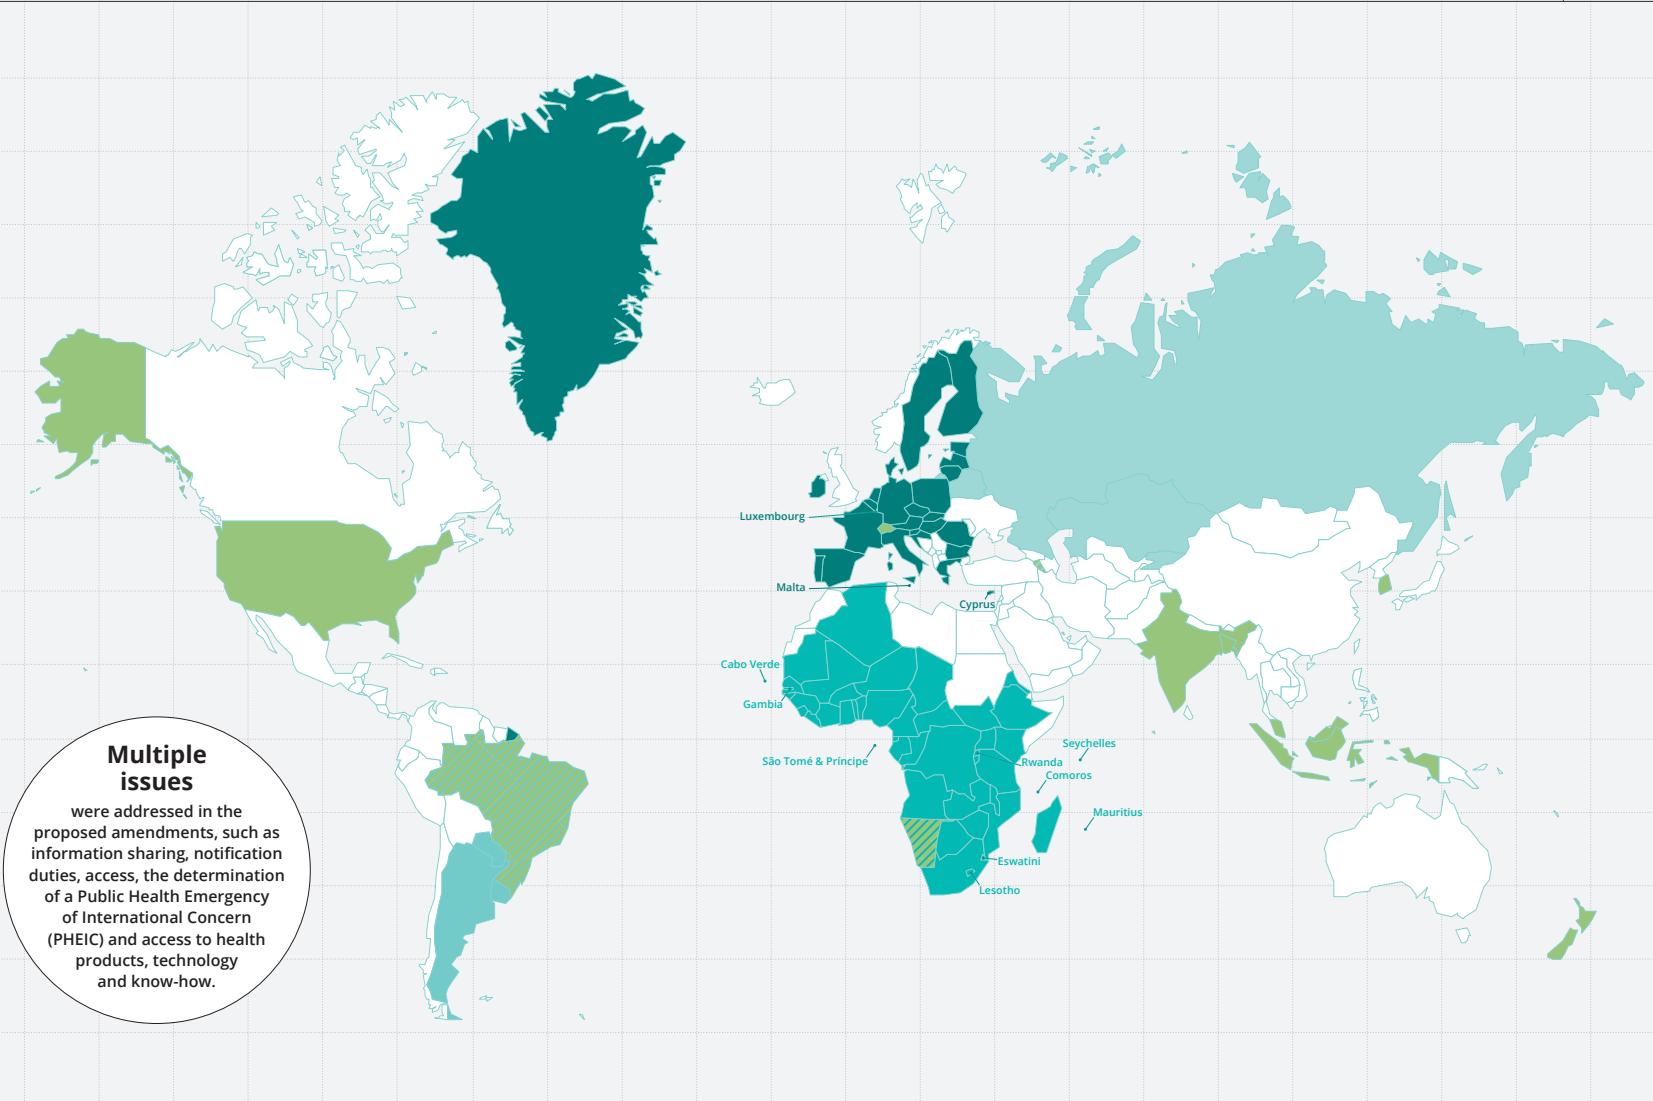 Luxembourg
Malta
Cyprus
Cabo Verde
Gambia
São Tomé & Príncipe
Seychelles
Rwanda
Comoros
Mauritius
Eswatini
Lesotho
Multiple
issues
were addressed in the
proposed amendments, such as
information sharing, notification
duties, access, the determination
of a Public Health Emergency
of International Concern
(PHEIC) and access to health
products, technology
and know-how.